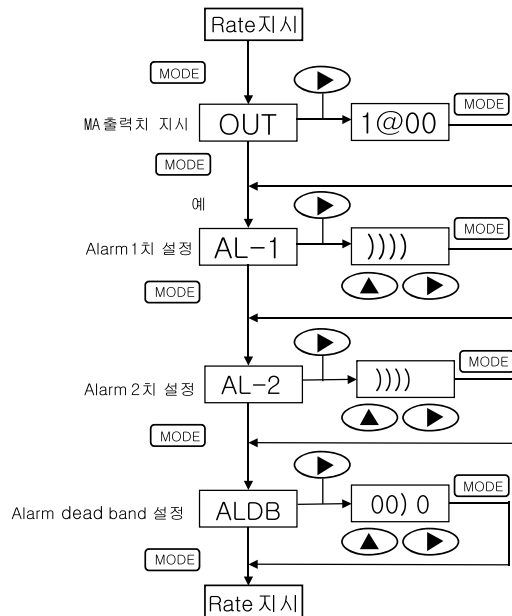 Rate지시
MODE
MA출력치 지시 OUT 1@00 MODE
MODE
예
Alarm1치 설정 AL-1 )))) MODE
MODE
Alarm2치 설정 AL-2 )))) MODE
MODE
Alarm dead band 설정 ALDB 00)0 MODE
MODE
Rate 지시